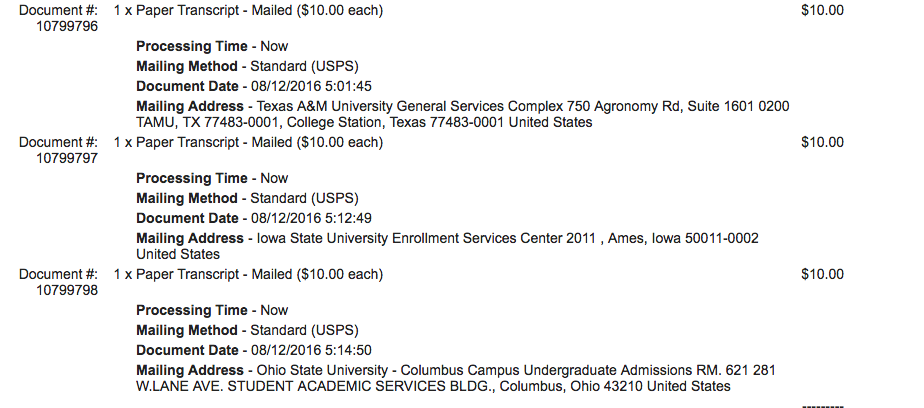 Document #: 1 x Paper Transcript - Mailed ($10.00 each) $10.00
10799796
Processing Time - Now
Mailing Method - Standard (USPS)
Document Date - 08/12/2016 5:01:45
Mailing Address - Texas A&M University General Services Complex 750 Agronomy Rd, Suite 1601 0200
TAMU, TX 77483-0001, College Station, Texas 77483-0001 United States
Document #: 1 x Paper Transcript - Mailed ($10.00 each) $10.00
10799797
Processing Time - Now
Mailing Method - Standard (USPS)
Document Date - 08/12/2016 5:12:49
Mailing Address - Iowa State University Enrollment Services Center 2011 , Ames, Iowa 50011-0002
United States
Document #: 1 x Paper Transcript - Mailed ($10.00 each) $10.00
10799798
Processing Time - Now
Mailing Method - Standard (USPS)
Document Date - 08/12/2016 5:14:50
Mailing Address - Ohio State University - Columbus Campus Undergraduate Admissions RM. 621 281
W.LANE AVE. STUDENT ACADEMIC SERVICES BLDG., Columbus, Ohio 43210 United States
---------